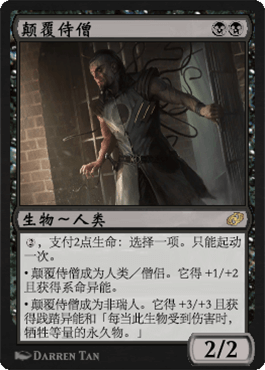 颠覆侍僧
生物～人类
②，支付2点生命：选择一项。只能起动
一次。
•颠覆侍僧成为人类／僧侣。它得 +1/+2
且获得系命异能。
•颠覆侍僧成为非瑞人。它得 +3/+3 且获
得践踏异能和「每当此生物受到伤害时，
牺牲等量的永久物。」
DARREN TAN
2/2